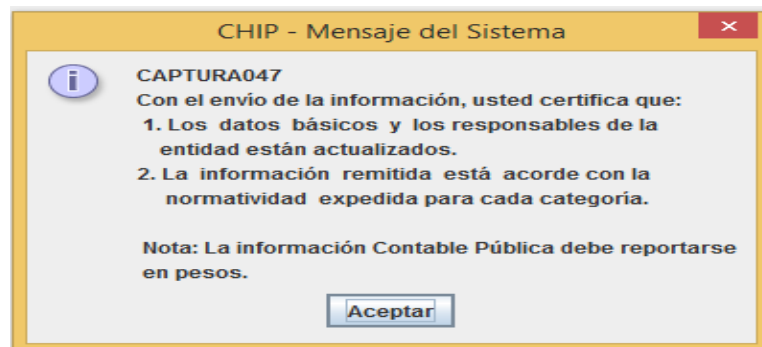 CHIP - Mensaje del Sistema
CAPTURA047
Con el envío de la información, usted certifica que:
1. Los datos básicos y los responsables de la
entidad están actualizados.
2. La información remitida está acorde con la
normatividad expedida para cada categoría.
Nota: La información Contable Pública debe reportarse
en pesos.
Aceptar